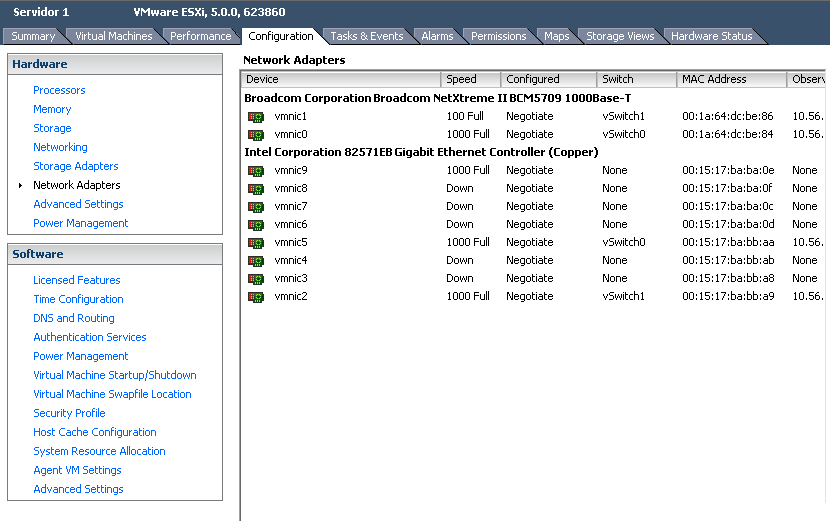 Servidor 1 VMware ESXi, 5.0.0, 623860
Summary Virtual Machines Performance Configuration Tasks & Events Alarms Permissions Maps Storage Views Hardware Status
Hardware
Processors
Memory
Storage
Networking
Storage Adapters
Network Adapters
Advanced Settings
Power Management
Software
Licensed Features
Time Configuration
DNS and Routing
Authentication Services
Power Management
Virtual Machine Startup/Shutdown
Virtual Machine Swapfile Location
Security Profile
Host Cache Configuration
System Resource Allocation
Agent VM Settings
Advanced Settings
Network Adapters
Device Speed Configured Switch MAC Address Observ
Broadcom Corporation Broadcom NetXtreme II BCM5709 1000Base-T
vmnic1 100 Full Negotiate vSwitch1 00:1a:64:dc:be:86 10.56.
vmnic0 1000 Full Negotiate vSwitch0 00:1a:64:dc:be:84 10.56.
Intel Corporation 82571EB Gigabit Ethernet Controller (Copper)
vmnic9 1000 Full Negotiate None 00:15:17:ba:ba:0e None
vmnic8 Down Negotiate None 00:15:17:ba:ba:0f None
vmnic7 Down Negotiate None 00:15:17:ba:ba:0c None
vmnic6 Down Negotiate None 00:15:17:ba:ba:0d None
vmnic5 1000 Full Negotiate vSwitch0 00:15:17:ba:bb:aa 10.56.
vmnic4 Down Negotiate None 00:15:17:ba:bb:ab None
vmnic3 Down Negotiate None 00:15:17:ba:bb:a8 None
vmnic2 1000 Full Negotiate vSwitch1 00:15:17:ba:bb:a9 10.56.